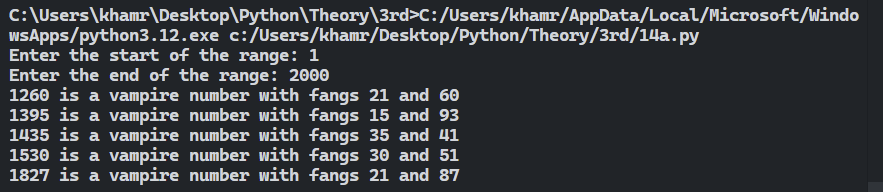 C:\Users\khamr\Desktop\Python\Theory\3rd>C:/Users/khamr/AppData/Local/Microsoft/Windo
wsApps/python3.12.exe c:/Users/khamr/Desktop/Python/Theory/3rd/14a.py
Enter the start of the range: 1
Enter the end of the range: 2000
1260 is a vampire number with fangs 21 and 60
1395 is a vampire number with fangs 15 and 93
1435 is a vampire number with fangs 35 and 41
1530 is a vampire number with fangs 30 and 51
1827 is a vampire number with fangs 21 and 87